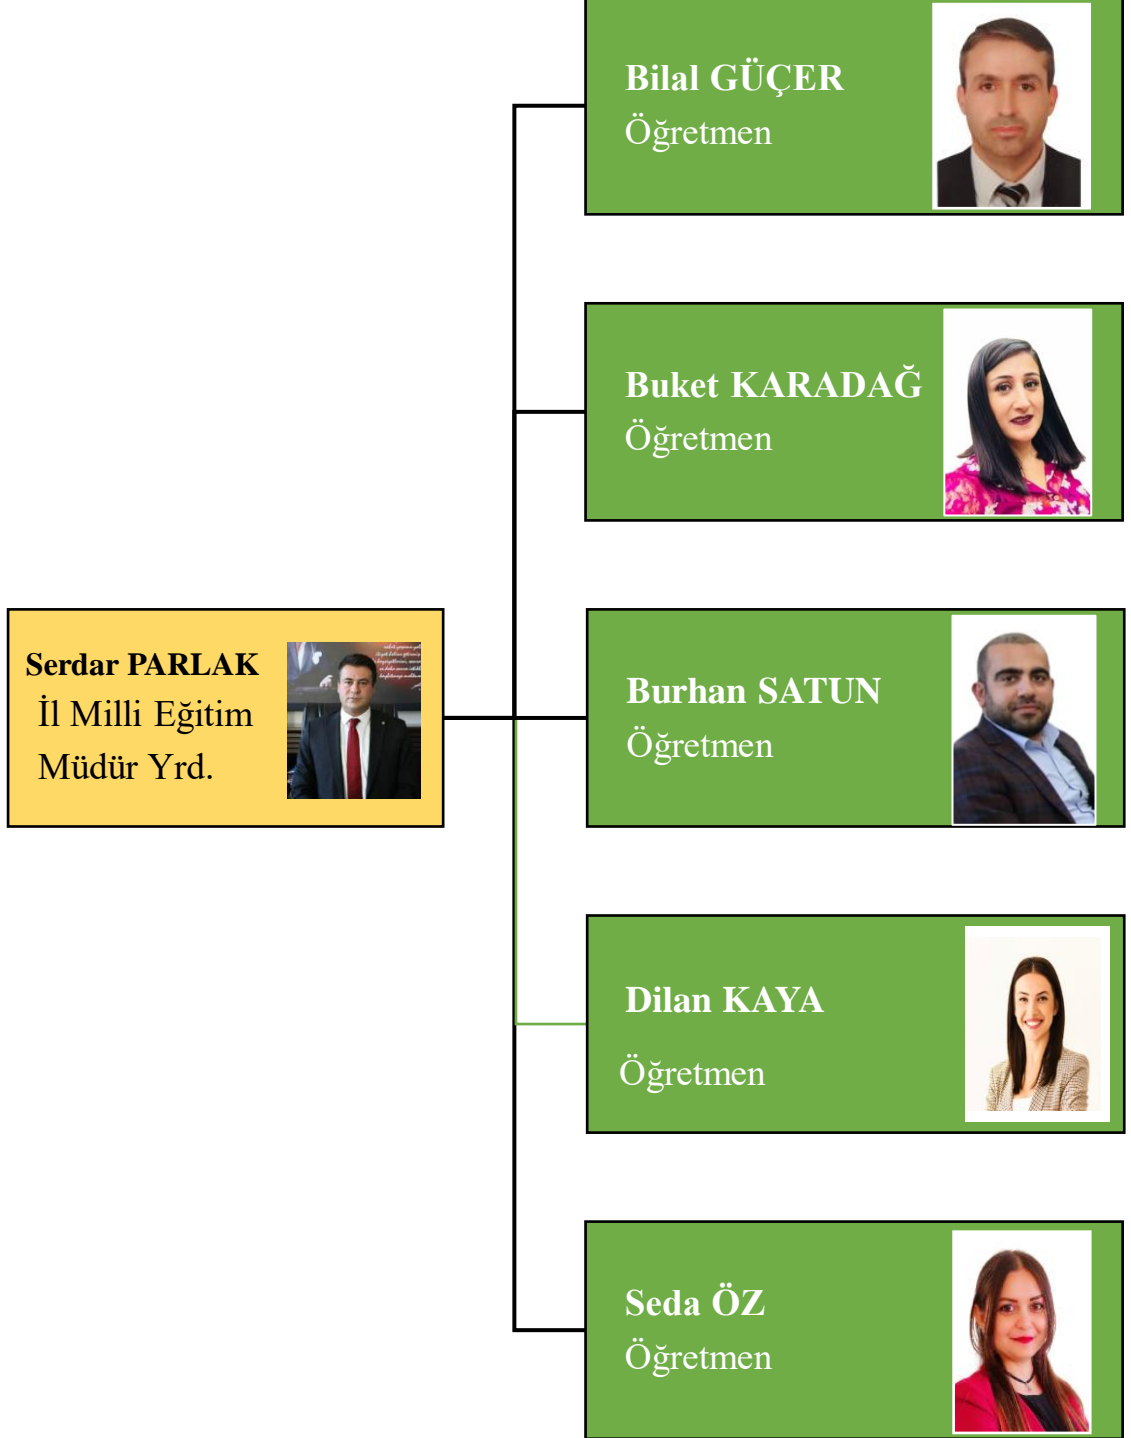 Bilal GÜÇER
Öğretmen
Buket KARADAĞ
Öğretmen
Serdar PARLAK
İl Milli Eğitim
Müdür Yrd.
Burhan SATUN
Öğretmen
Dilan KAYA
Öğretmen
Seda ÖZ
Öğretmen